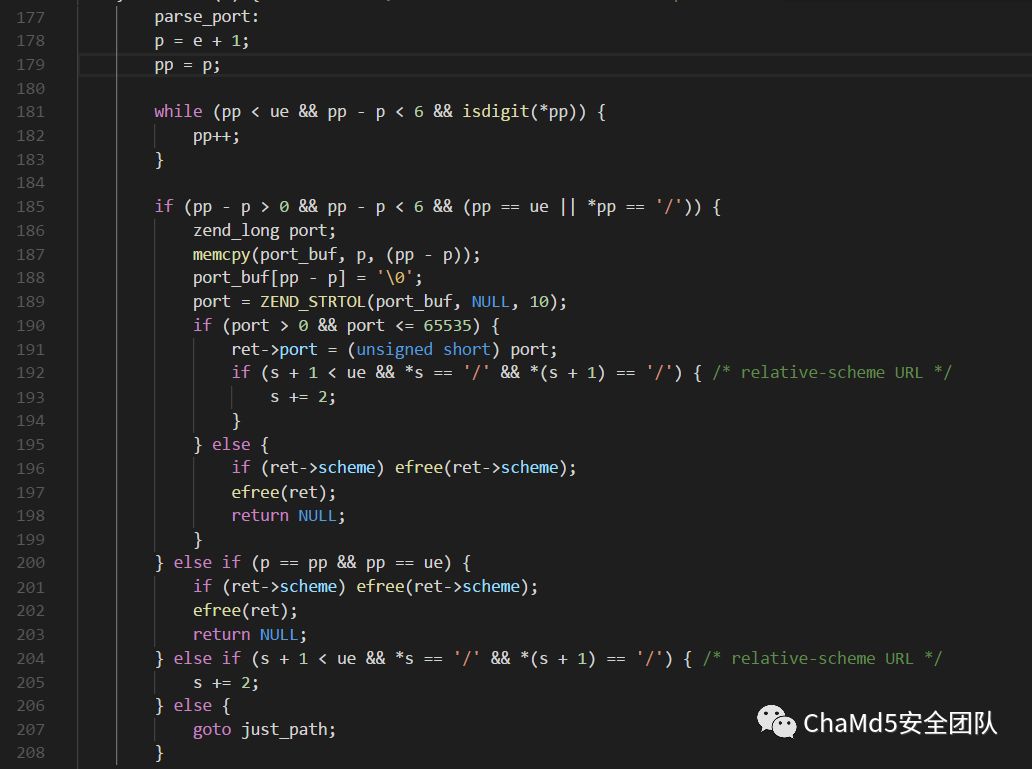 177 parse_port:
178 p = e + 1;
179 pp = p;
180
181 while (pp < ue && pp - p < 6 && isdigit(*pp)) {
182 pp++;
183 }
184
185 if (pp - p > 0 && pp - p < 6 && (pp == ue || *pp == '/')) {
186 zend_long port;
187 memcpy(port_buf, p, (pp - p));
188 port_buf[pp - p] = '\0';
189 port = ZEND_STRTOL(port_buf, NULL, 10);
190 if (port > 0 && port <= 65535) {
191 ret->port = (unsigned short) port;
192 if (s + 1 < ue && *s == '/' && *(s + 1) == '/') { /* relative-scheme URL */
193 s += 2;
194 }
195 } else {
196 if (ret->scheme) efree(ret->scheme);
197 efree(ret);
198 return NULL;
199 }
200 } else if (p == pp && pp == ue) {
201 if (ret->scheme) efree(ret->scheme);
202 efree(ret);
203 return NULL;
204 } else if (s + 1 < ue && *s == '/' && *(s + 1) == '/') { /* relative-scheme URL */
205 s += 2;
206 } else {
207 goto just_path;
208 }
ChaMd5安全团队